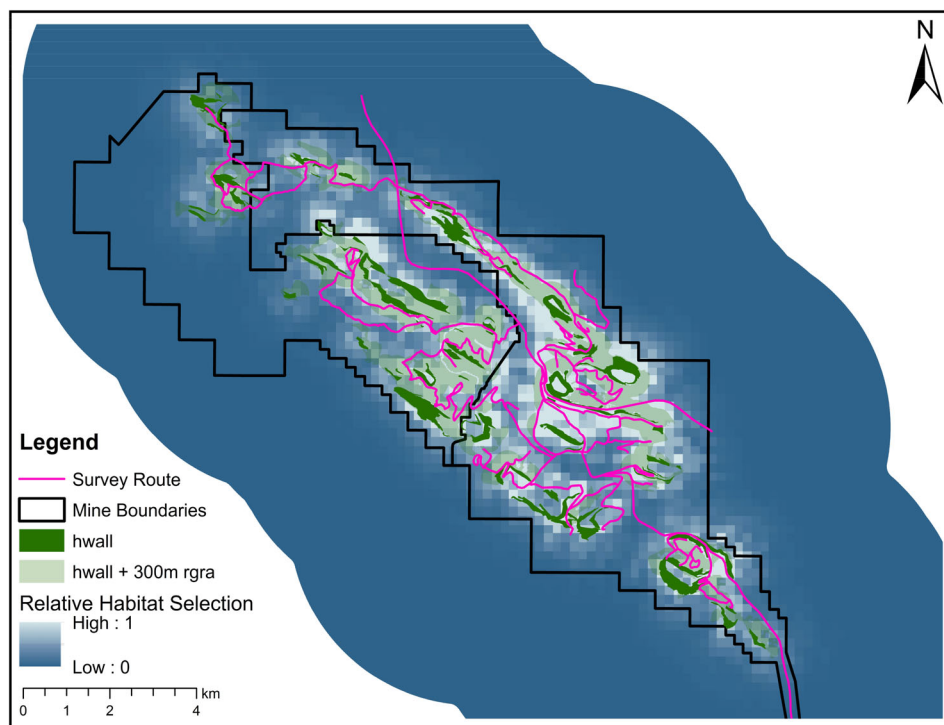 N
Legend
Survey Route
Mine Boundaries
hwall
hwall + 300m rgra
Relative Habitat Selection
High : 1
Low : 0
km
0 1 2 4